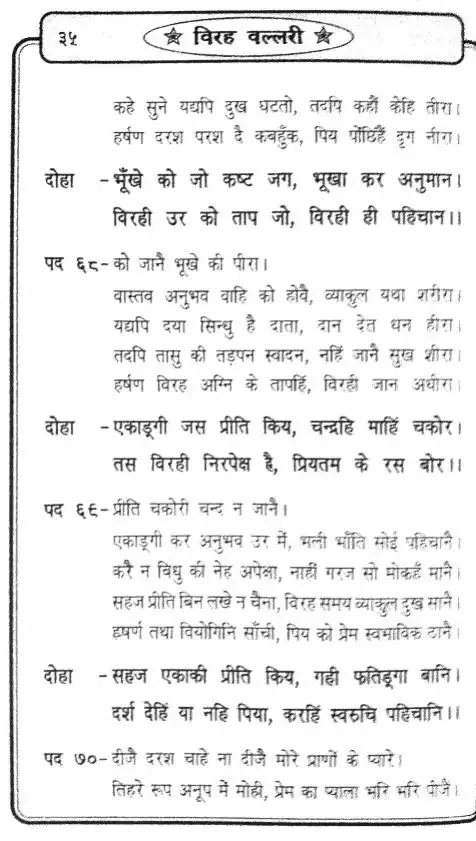 ३५
★ विरह वल्लरी ★
कहे सुने यद्यपि दुख घटतो, तदपि कहौं केहि तीरा।
हर्षण दरश परश दै कबहुँक, पिय पोंछिहैं दृग नीरा।
दोहा -भूँखे को जो कष्ट जग, भूखा कर अनुमान।
विरही उर को ताप जो, विरही ही पहिचान।।
पद ६८-को जानै भूखे की पीरा।
वास्तव अनुभव वाहि को होवै, व्याकुल यथा शरीरा।
यद्यपि दया सिन्धु है दाता, दान देत धन हीरा।
तदपि तासु की तड़पन स्वादन, नहिं जानै सुख शीरा।
हर्षण विरह अग्नि के तापहिं, विरही जान अधीरा।
दोहा -एकाङ्गी जस प्रीति किय, चन्द्रहि माहिं चकोर।
तस विरही निरपेक्ष है, प्रियतम के रस बोर।।
पद ६९-प्रीति चकोरी चन्द न जानै।
एकाङ्गी कर अनुभव उर में, भली भाँति सोई पहिचानै।
करै न विधु की नेह अपेक्षा, नाहीं गरज सो मोकहँ मानै।
सहज प्रीति बिन लखे न चैना, विरह समय व्याकुल दुख मानै।
हषर्ण तथा वियोगिनि साँची, पिय को प्रेम स्वभाविक ठानै।
दोहा -सहज एकाकी प्रीति किय, गही फतिङ्गा बानि।
दर्श देहिं या नहि पिया, करहिं स्वरुचि पहिचानि।।
पद ७०-दीजै दरश चाहे ना दीजै मोरे प्राणों के प्यारे।
तिहरे रूप अनूप में मोही, प्रेम का प्याला भरि भरि पीजै।